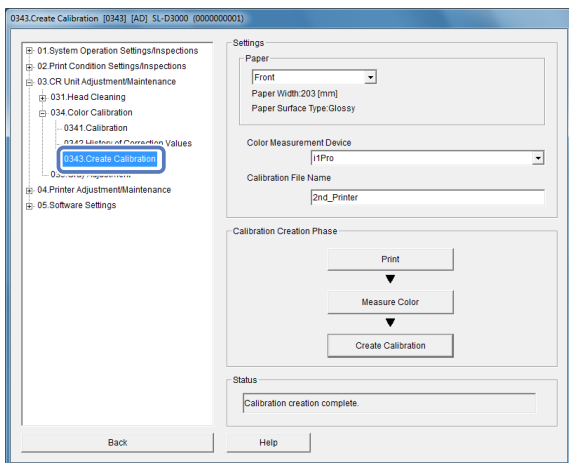 0343.Create Calibration [0343] [AD] SL-D3000 (0000000001)
01.System Operation Settings/Inspections
02.Print Condition Settings/Inspections
03.CR Unit Adjustment/Maintenance
031.Head Cleaning
034.Color Calibration
0341.Calibration
0342.History of Correction Values
0343.Create Calibration
04.Printer Adjustment/Maintenance
05.Software Settings
Settings
Paper
Front
Paper Width:203 [mm]
Paper Surface Type:Glossy
Color Measurement Device
i1Pro
Calibration File Name
2nd_Printer
Calibration Creation Phase
Print
Measure Color
Create Calibration
Status
Calibration creation complete.
Back
Help